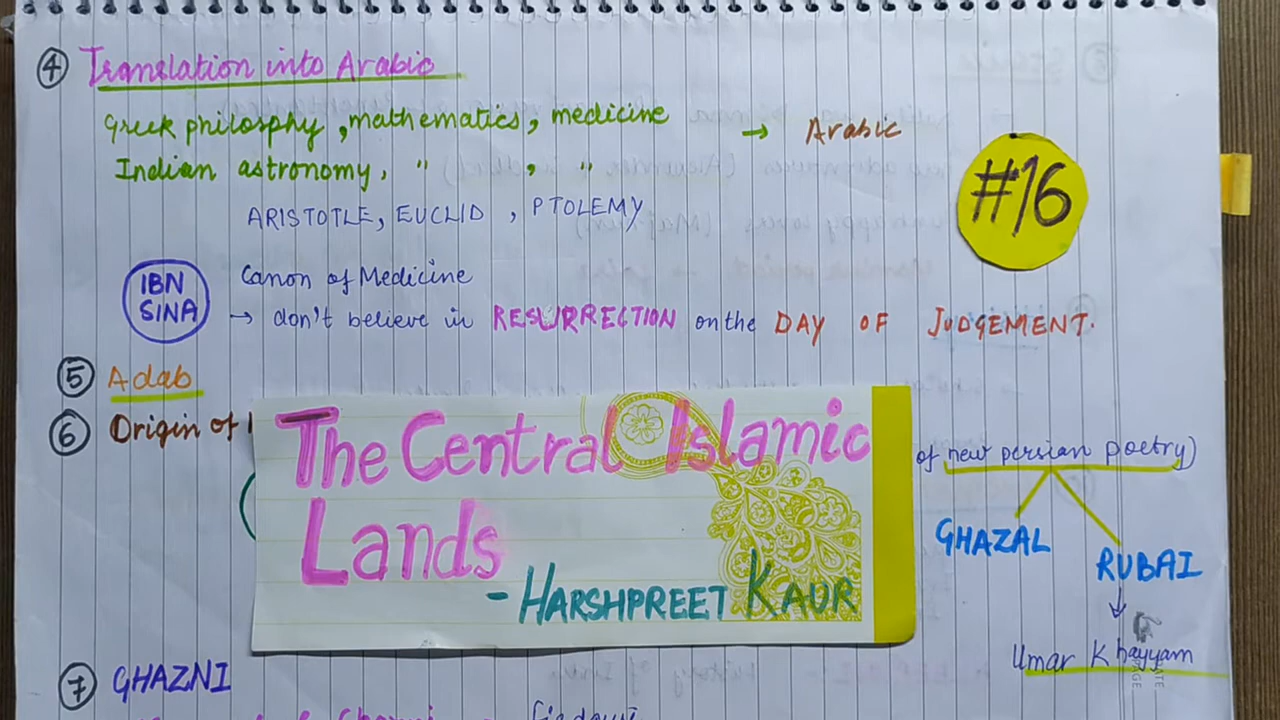 ④ Translation into Arabic
Greek philosphy, mathematics, medicine → Arabic
Indian astronomy, " , "
ARISTOTLE, EUCLID, PTOLEMY
#16
IBN SINA
Canon of Medicine
→ don't believe in RESURRECTION on the DAY OF JUDGEMENT.
⑤ Adab
⑥ Origin of
The Central Islamic
Lands
- HARSHPREET KAUR
of new persian poetry)
GHAZAL
RUBAI
↓
Umar Khayyam
⑦ GHAZNI